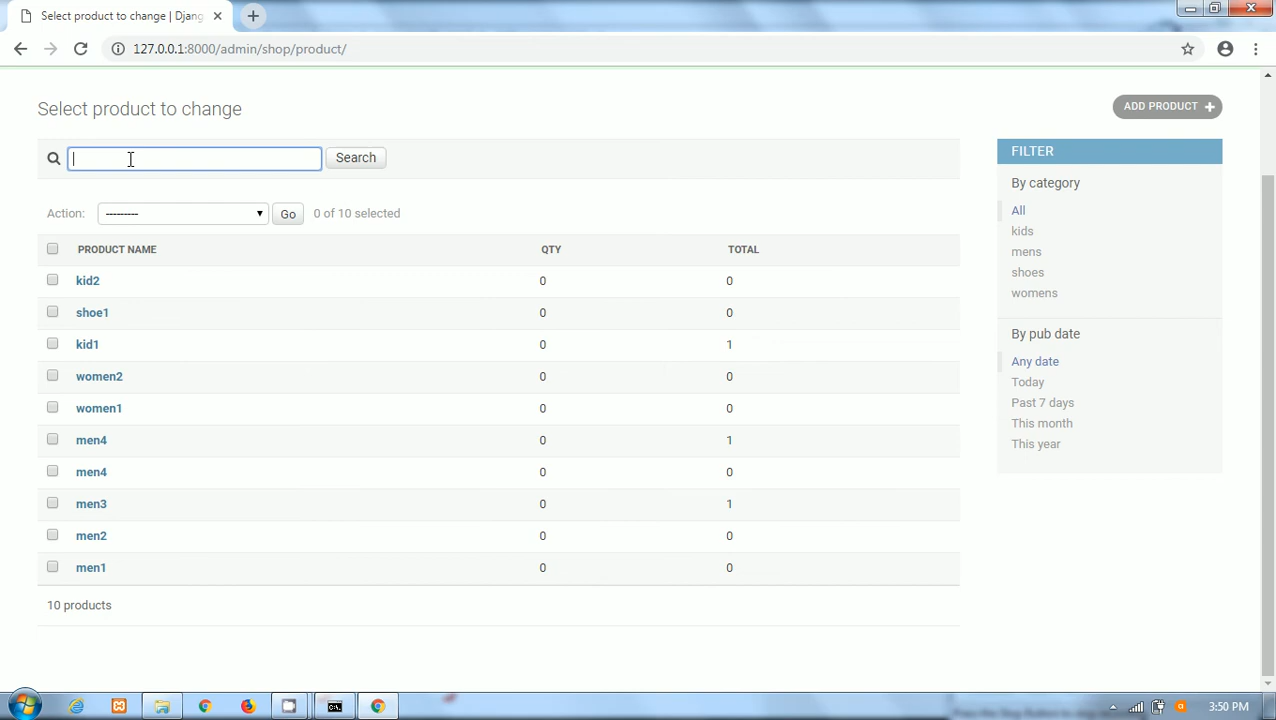 Select product to change | Djang
127.0.0.1:8000/admin/shop/product/
Select product to change
ADD PRODUCT +
Search
Action: --------- Go 0 of 10 selected
PRODUCT NAME QTY TOTAL
kid2 0 0
shoe1 0 0
kid1 0 1
women2 0 0
women1 0 0
men4 0 1
men4 0 0
men3 0 1
men2 0 0
men1 0 0
10 products
FILTER
By category
All
kids
mens
shoes
womens
By pub date
Any date
Today
Past 7 days
This month
This year
3:50 PM